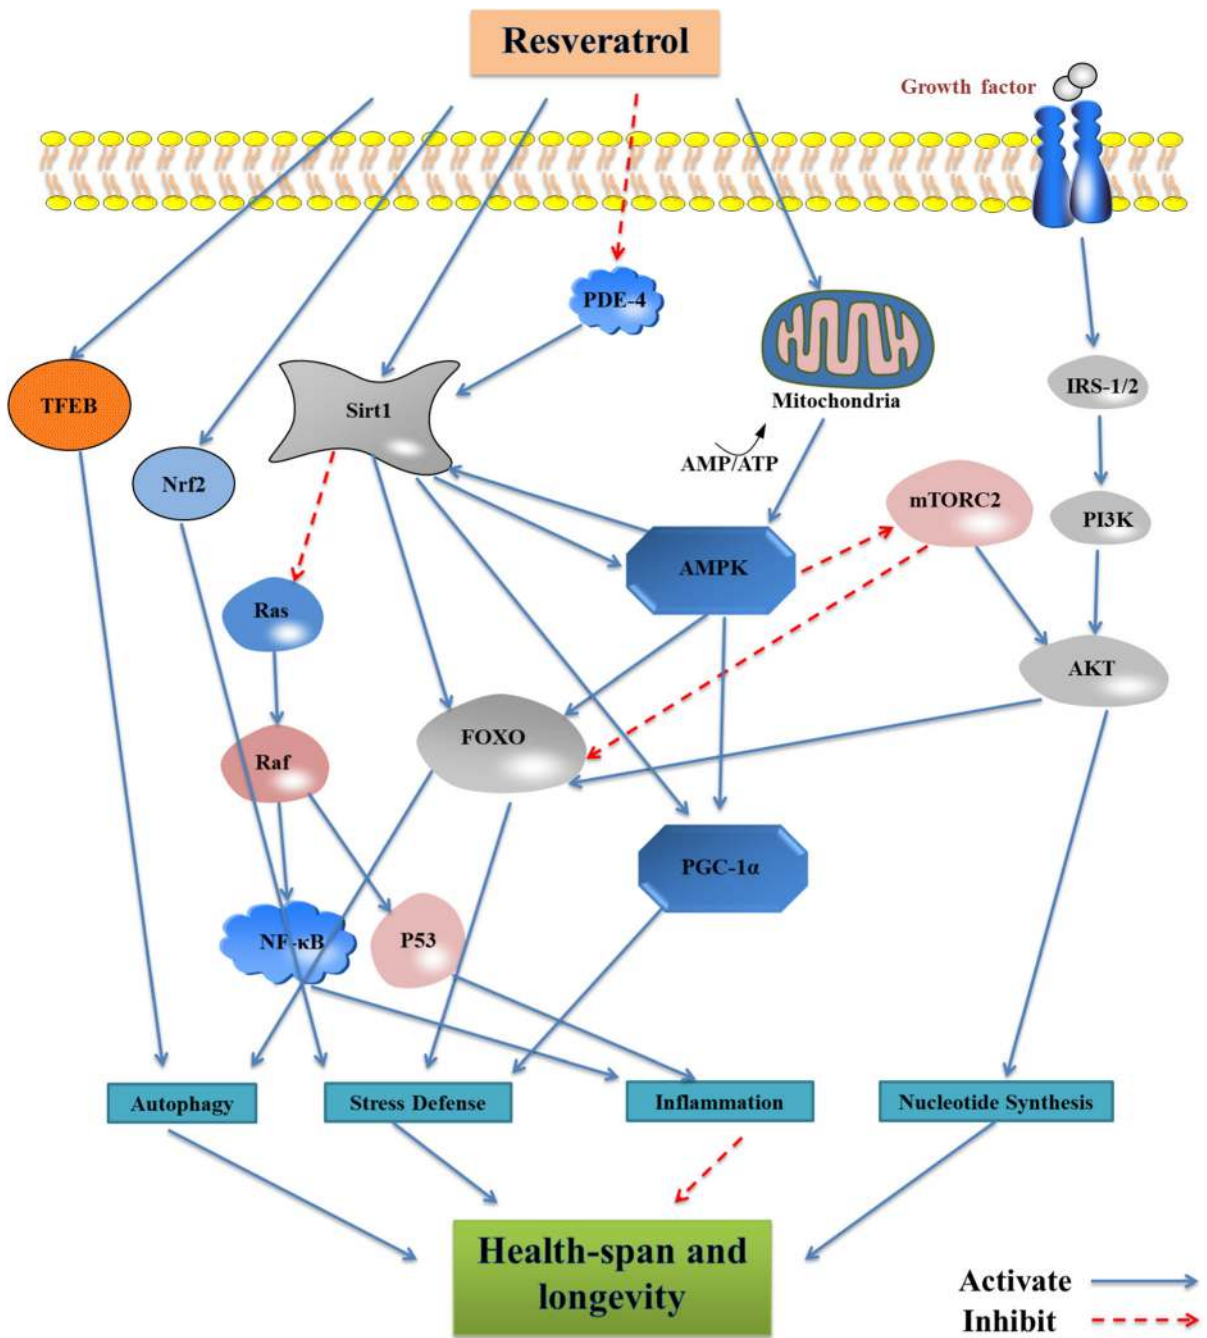 Resveratrol
Growth factor
PDE-4
TFEB
Sirt1
Mitochondria
IRS-1/2
AMP/ATP
Nrf2
mTORC2
PI3K
AMPK
Ras
AKT
FOXO
Raf
PGC-1α
NF-κB
P53
Autophagy
Stress Defense
Inflammation
Nucleotide Synthesis
Health-span and
longevity
Activate
Inhibit